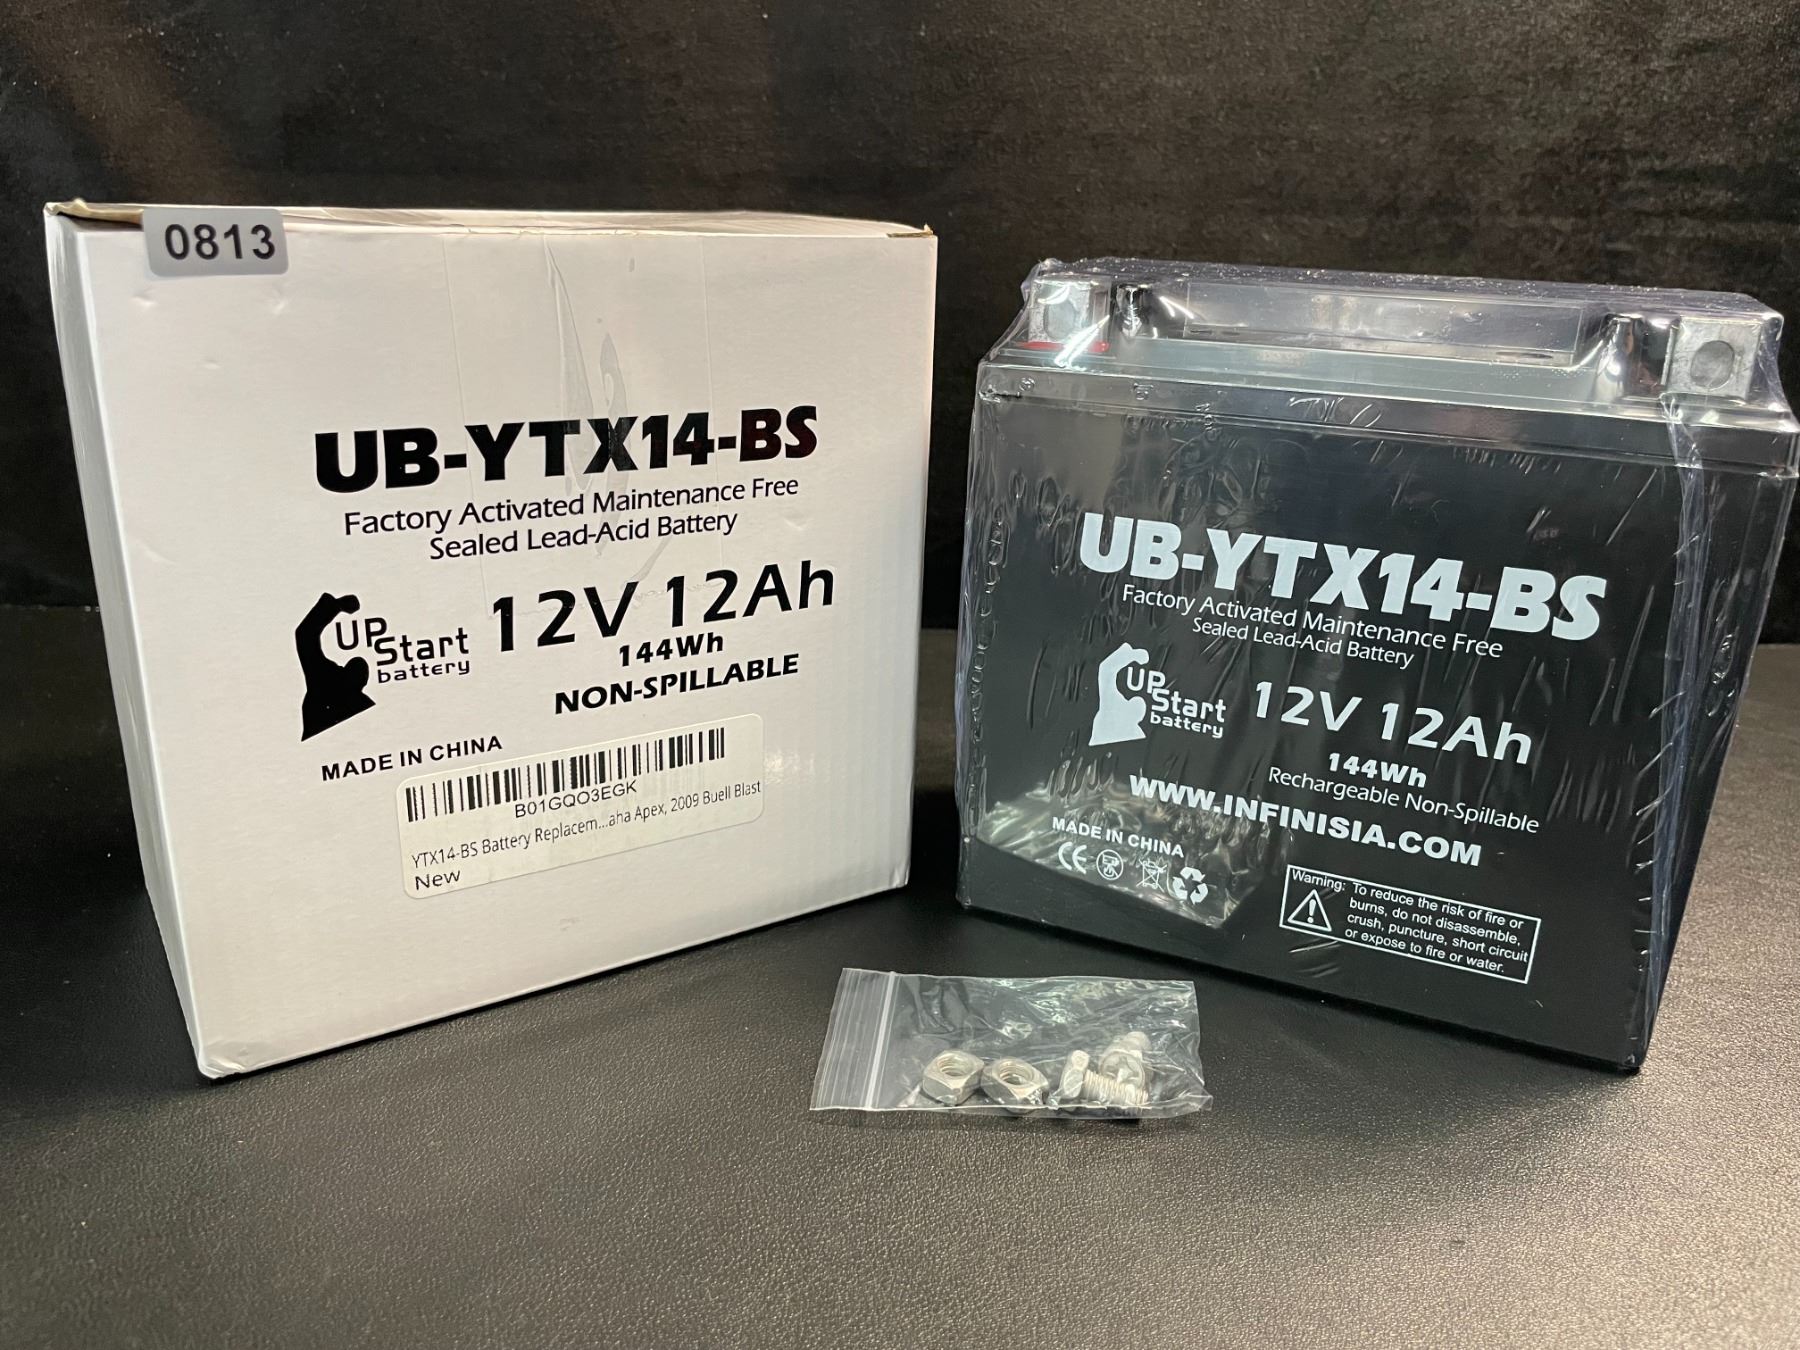 0813
UB-YTX14-BS
Factory Activated Maintenance Free
Sealed Lead-Acid Battery
UPStart
battery
12V 12Ah
144Wh
NON-SPILLABLE
MADE IN CHINA
B01GQO3EGK
YTX14-BS Battery Replacem...aha Apex, 2009 Buell Blast
New
UB-YTX14-BS
Factory Activated Maintenance Free
Sealed Lead-Acid Battery
UPStart
battery
12V 12Ah
144Wh
Rechargeable Non-Spillable
WWW.INFINISIA.COM
MADE IN CHINA
CE
Warning: To reduce the risk of fire or
burns, do not disassemble,
crush, puncture, short circuit
or expose to fire or water.